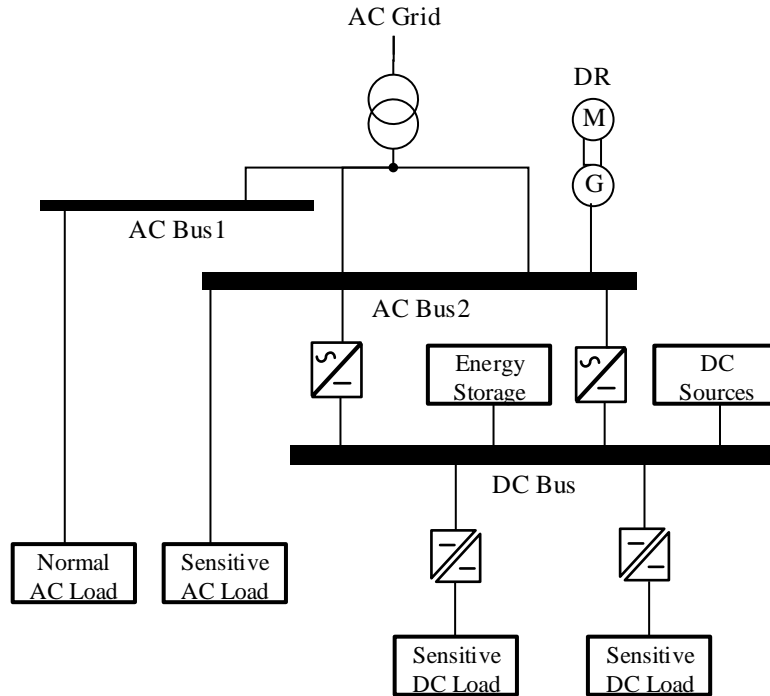 AC Grid
DR
M
G
AC Bus1
AC Bus2
Energy
Storage
DC
Sources
DC Bus
Normal
AC Load
Sensitive
AC Load
Sensitive
DC Load
Sensitive
DC Load